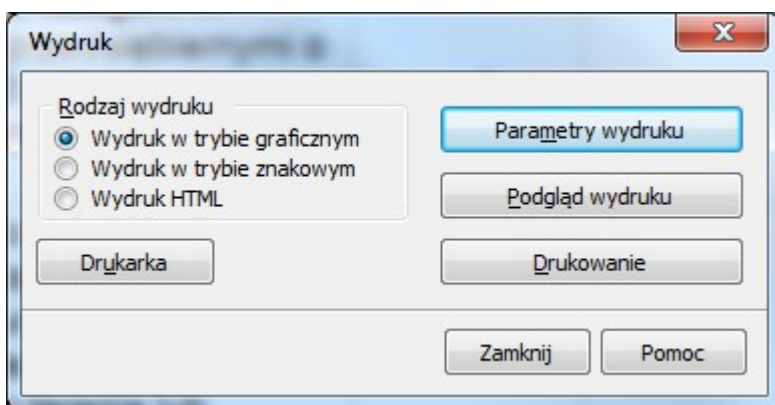 Wydruk
Rodzaj wydruku
Wydruk w trybie graficznym
Wydruk w trybie znakowym
Wydruk HTML
Drukarka
Parametry wydruku
Podgląd wydruku
Drukowanie
Zamknij
Pomoc